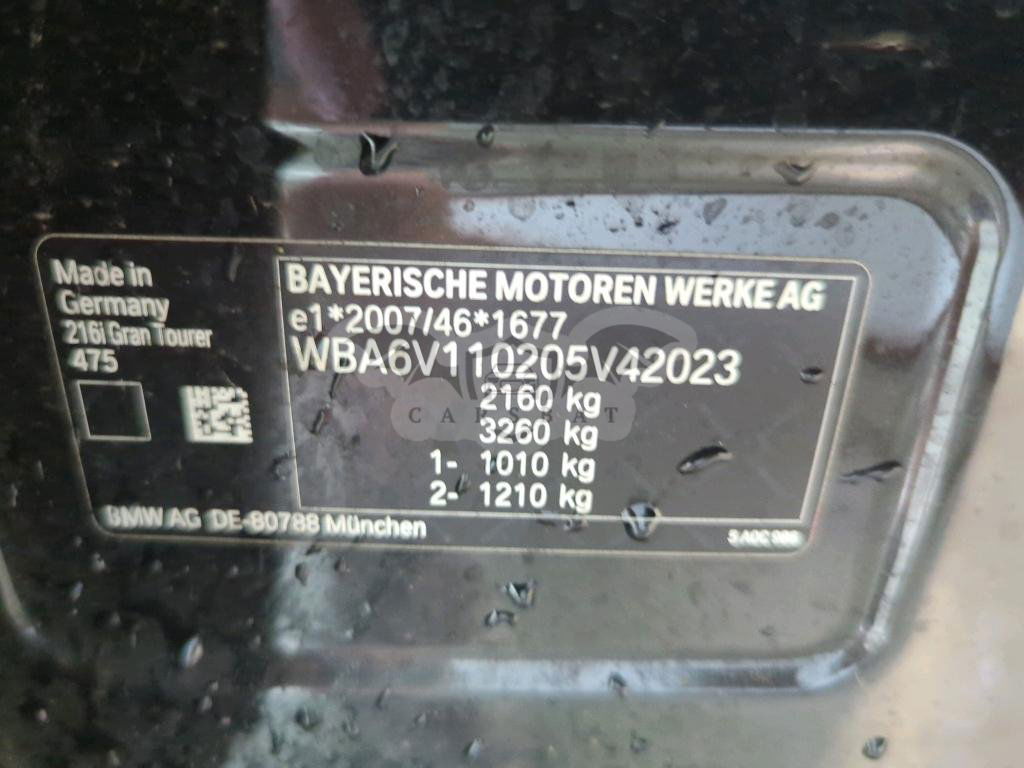 Made in
Germany
216i Gran Tourer
475
BAYERISCHE MOTOREN WERKE AG
e1*2007/46*1677
WBA6V110205V42023
2160 kg
CARSBAT
3260 kg
1- 1010 kg
2- 1210 kg
BMW AG DE-80788 München